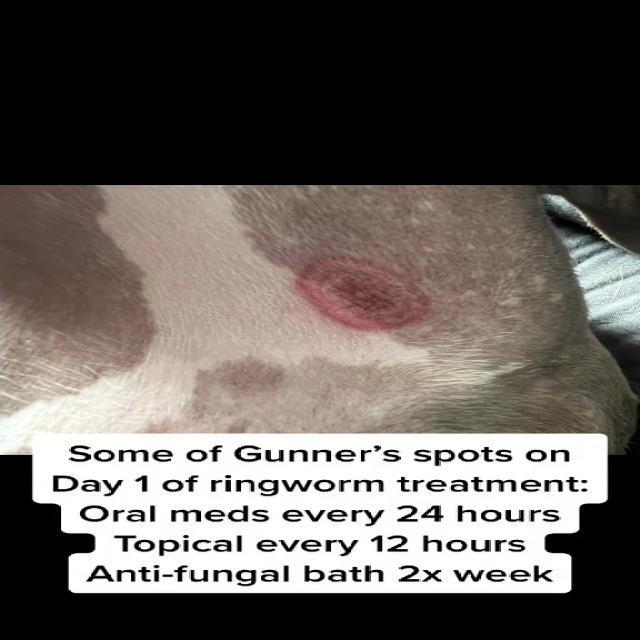 Some of Gunner's spots on
Day 1 of ringworm treatment:
Oral meds every 24 hours
Topical every 12 hours
Anti-fungal bath 2x week